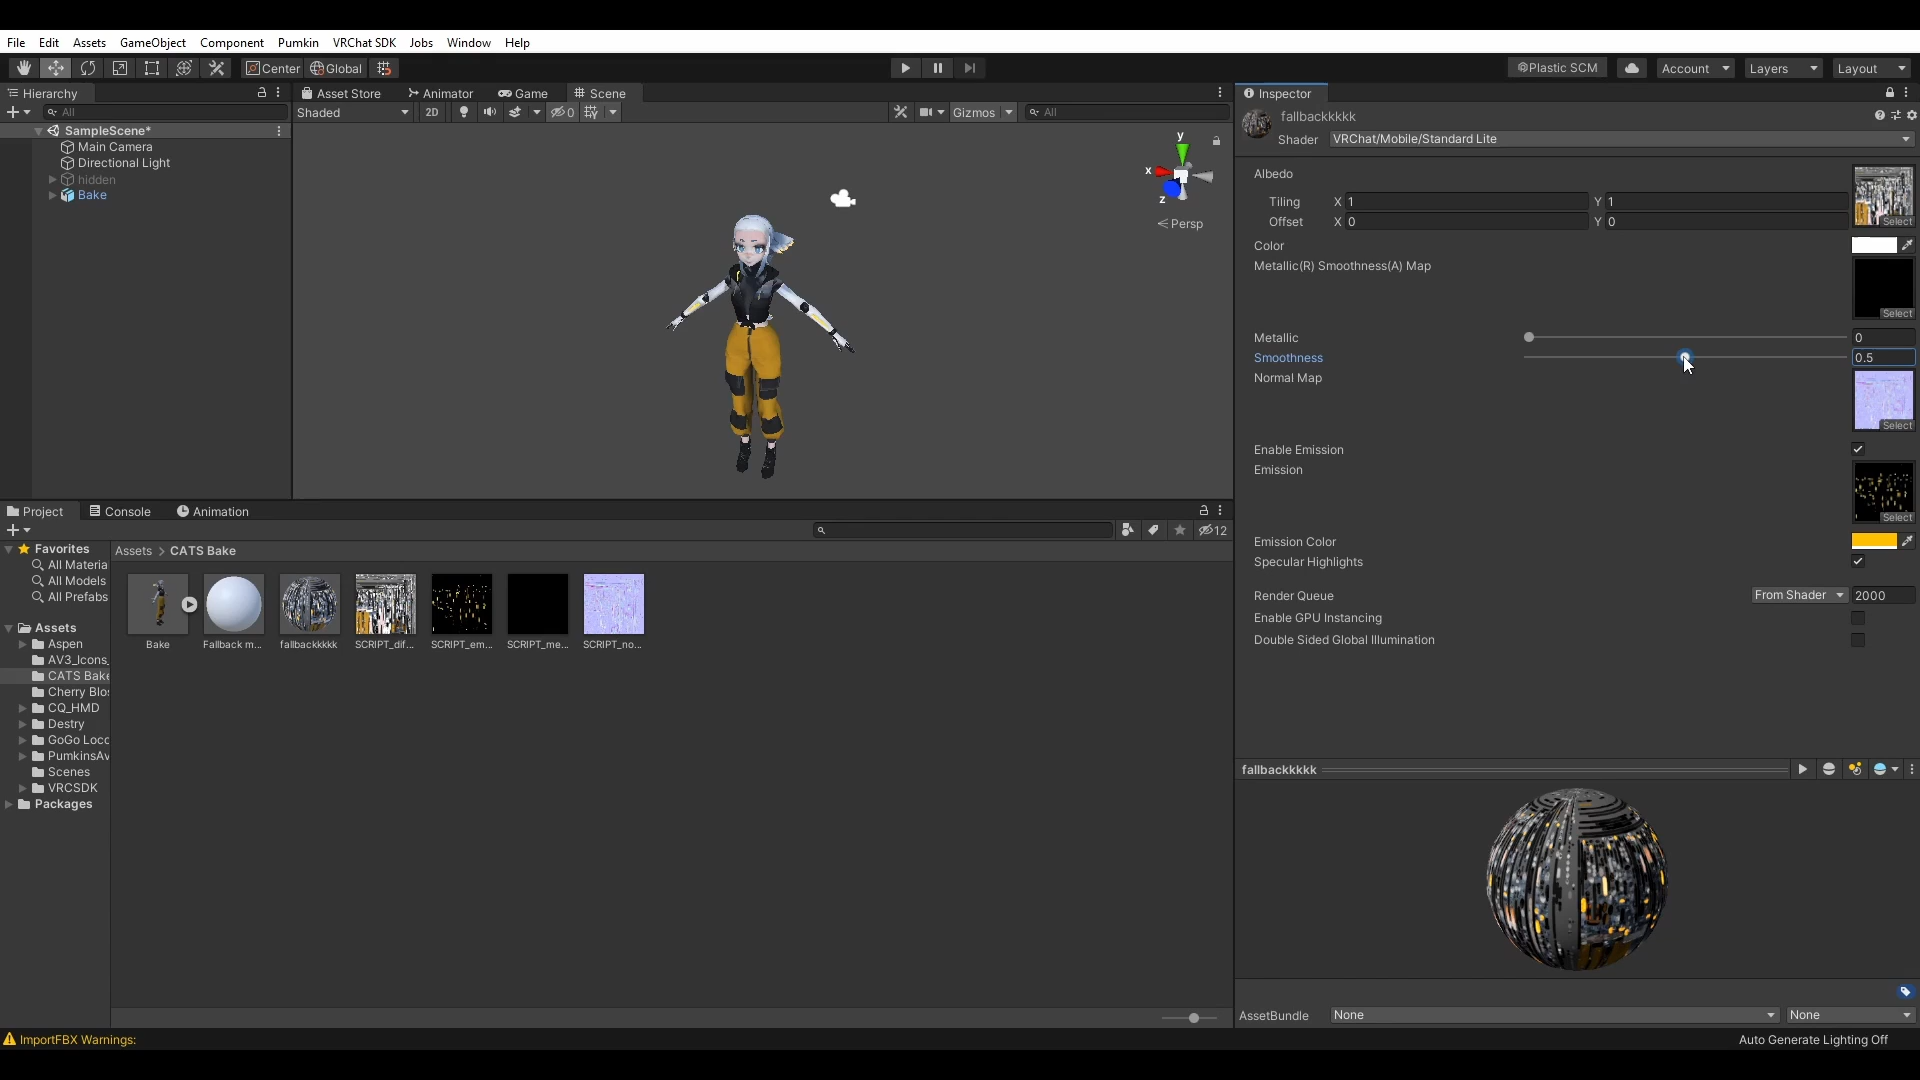 File Edit Assets GameObject Component Pumkin VRChat SDK Jobs Window Help
Center Global Plastic SCM Account Layers Layout
Hierarchy
All
SampleScene*
Main Camera
Directional Light
hidden
Bake
Asset Store Animator Game Scene
Shaded 2D 0 Gizmos All
y
x
z
Persp
Inspector
fallbackkkkk
Shader VRChat/Mobile/Standard Lite
Albedo
Tiling X 1 Y 1
Select
Offset X 0 Y 0
Color
Metallic(R) Smoothness(A) Map
Select
Metallic 0
Smoothness 0.5
Normal Map
Select
Enable Emission
Emission
Select
Emission Color
Specular Highlights
Render Queue From Shader 2000
Enable GPU Instancing
Double Sided Global Illumination
Project Console Animation
12
Favorites
All Materia
All Models
All Prefabs
Assets
Aspen
AV3_Icons_
CATS Bake
Cherry Blos
CQ_HMD
Destry
GoGo Loco
PumkinsAv
Scenes
VRCSDK
Packages
Assets > CATS Bake
Bake Fallback m... fallbackkkkk SCRIPT_dif... SCRIPT_em... SCRIPT_me... SCRIPT_no...
fallbackkkkk
AssetBundle None None
ImportFBX Warnings:
Auto Generate Lighting Off